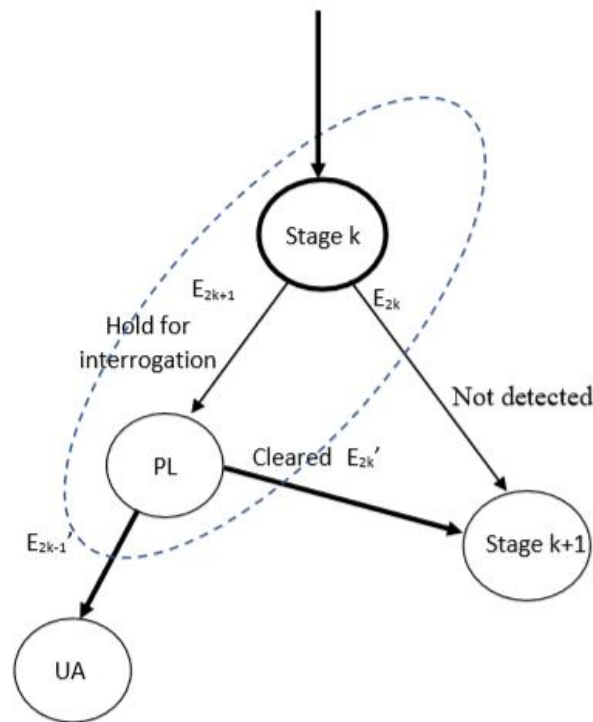 Stage k
E2k+1
E2k
Hold for
interrogation
Not detected
PL
Cleared E2k’
E2k-1’
Stage k+1
UA